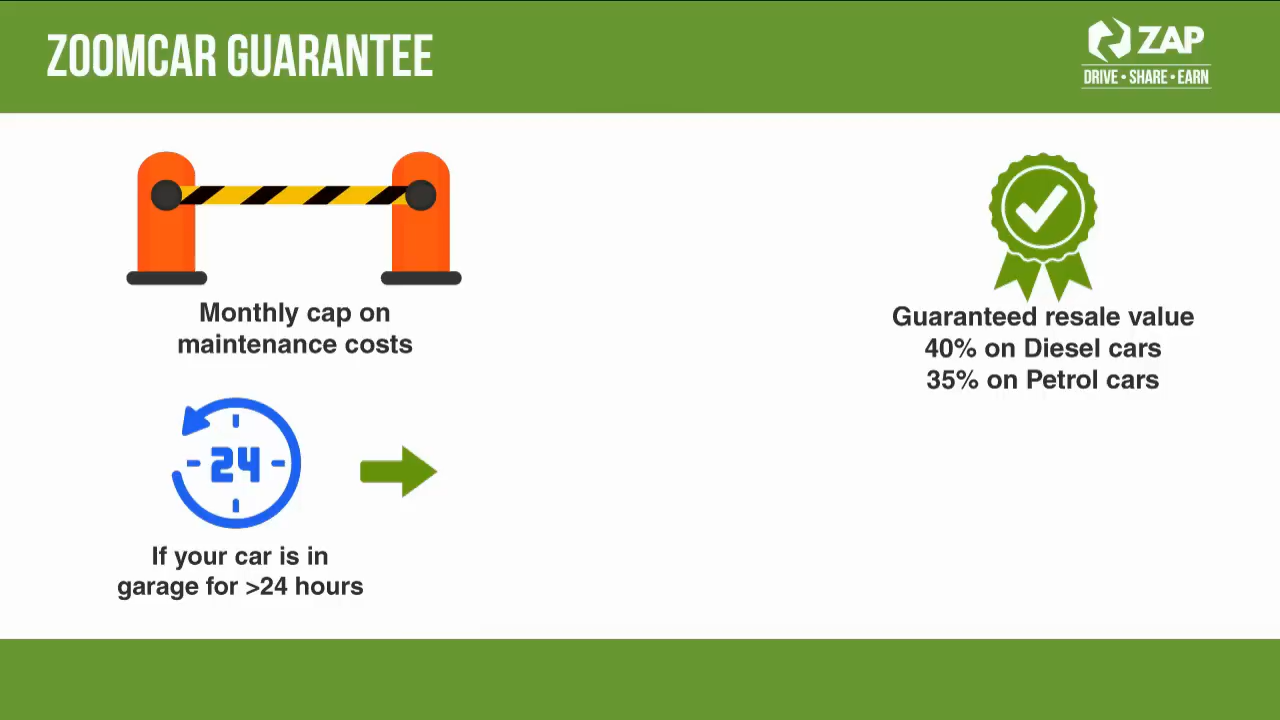 ZOOMCAR GUARANTEE
ZAP
DRIVE • SHARE • EARN
Monthly cap on
maintenance costs
Guaranteed resale value
40% on Diesel cars
35% on Petrol cars
24
If your car is in
garage for >24 hours